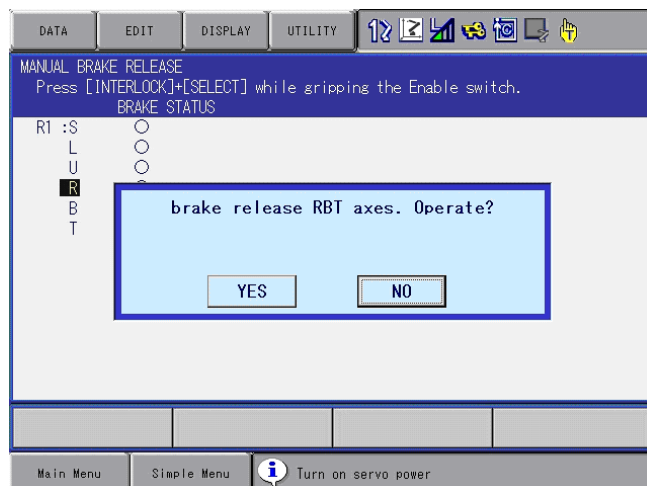 DATA EDIT DISPLAY UTILITY
MANUAL BRAKE RELEASE
Press [INTERLOCK]+[SELECT] while gripping the Enable switch.
BRAKE STATUS
R1 :S
L
U
R
B
T
brake release RBT axes. Operate?
YES NO
Main Menu Simple Menu Turn on servo power